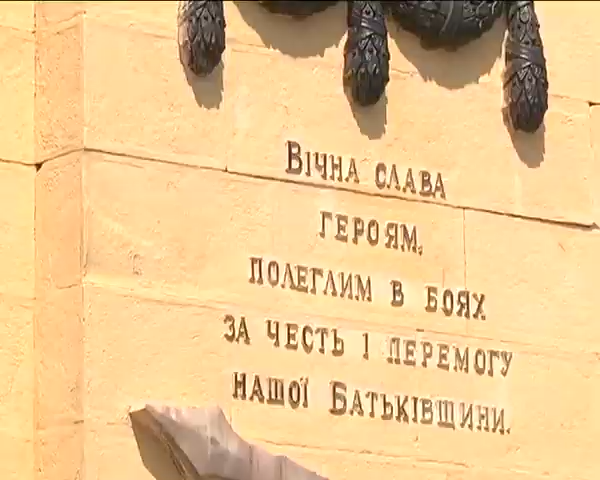 Вічна слава
героям,
полеглим в боях
за честь і перемогу
нашої Батьківщини.